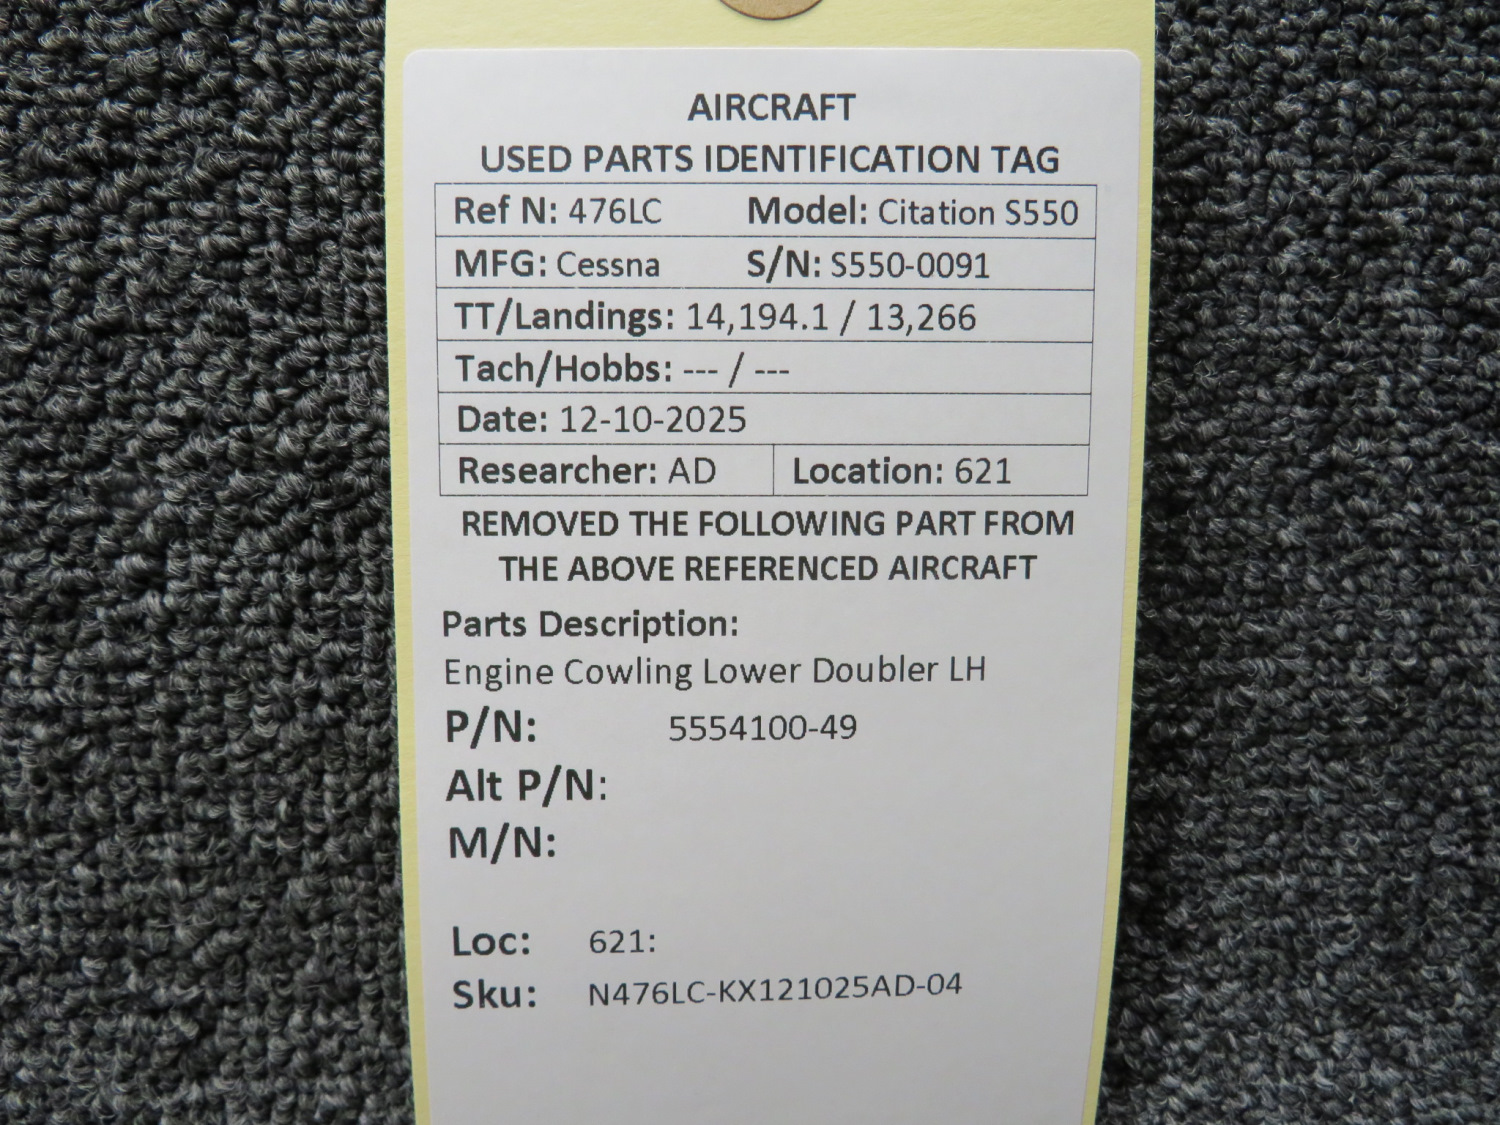 AIRCRAFT
USED PARTS IDENTIFICATION TAG
Ref N: 476LC Model: Citation S550
MFG: Cessna S/N: S550-0091
TT/Landings: 14,194.1 / 13,266
Tach/Hobbs: --- / ---
Date: 12-10-2025
Researcher: AD Location: 621
REMOVED THE FOLLOWING PART FROM
THE ABOVE REFERENCED AIRCRAFT
Parts Description:
Engine Cowling Lower Doubler LH
P/N: 5554100-49
Alt P/N:
M/N:
Loc: 621:
Sku: N476LC-KX121025AD-04